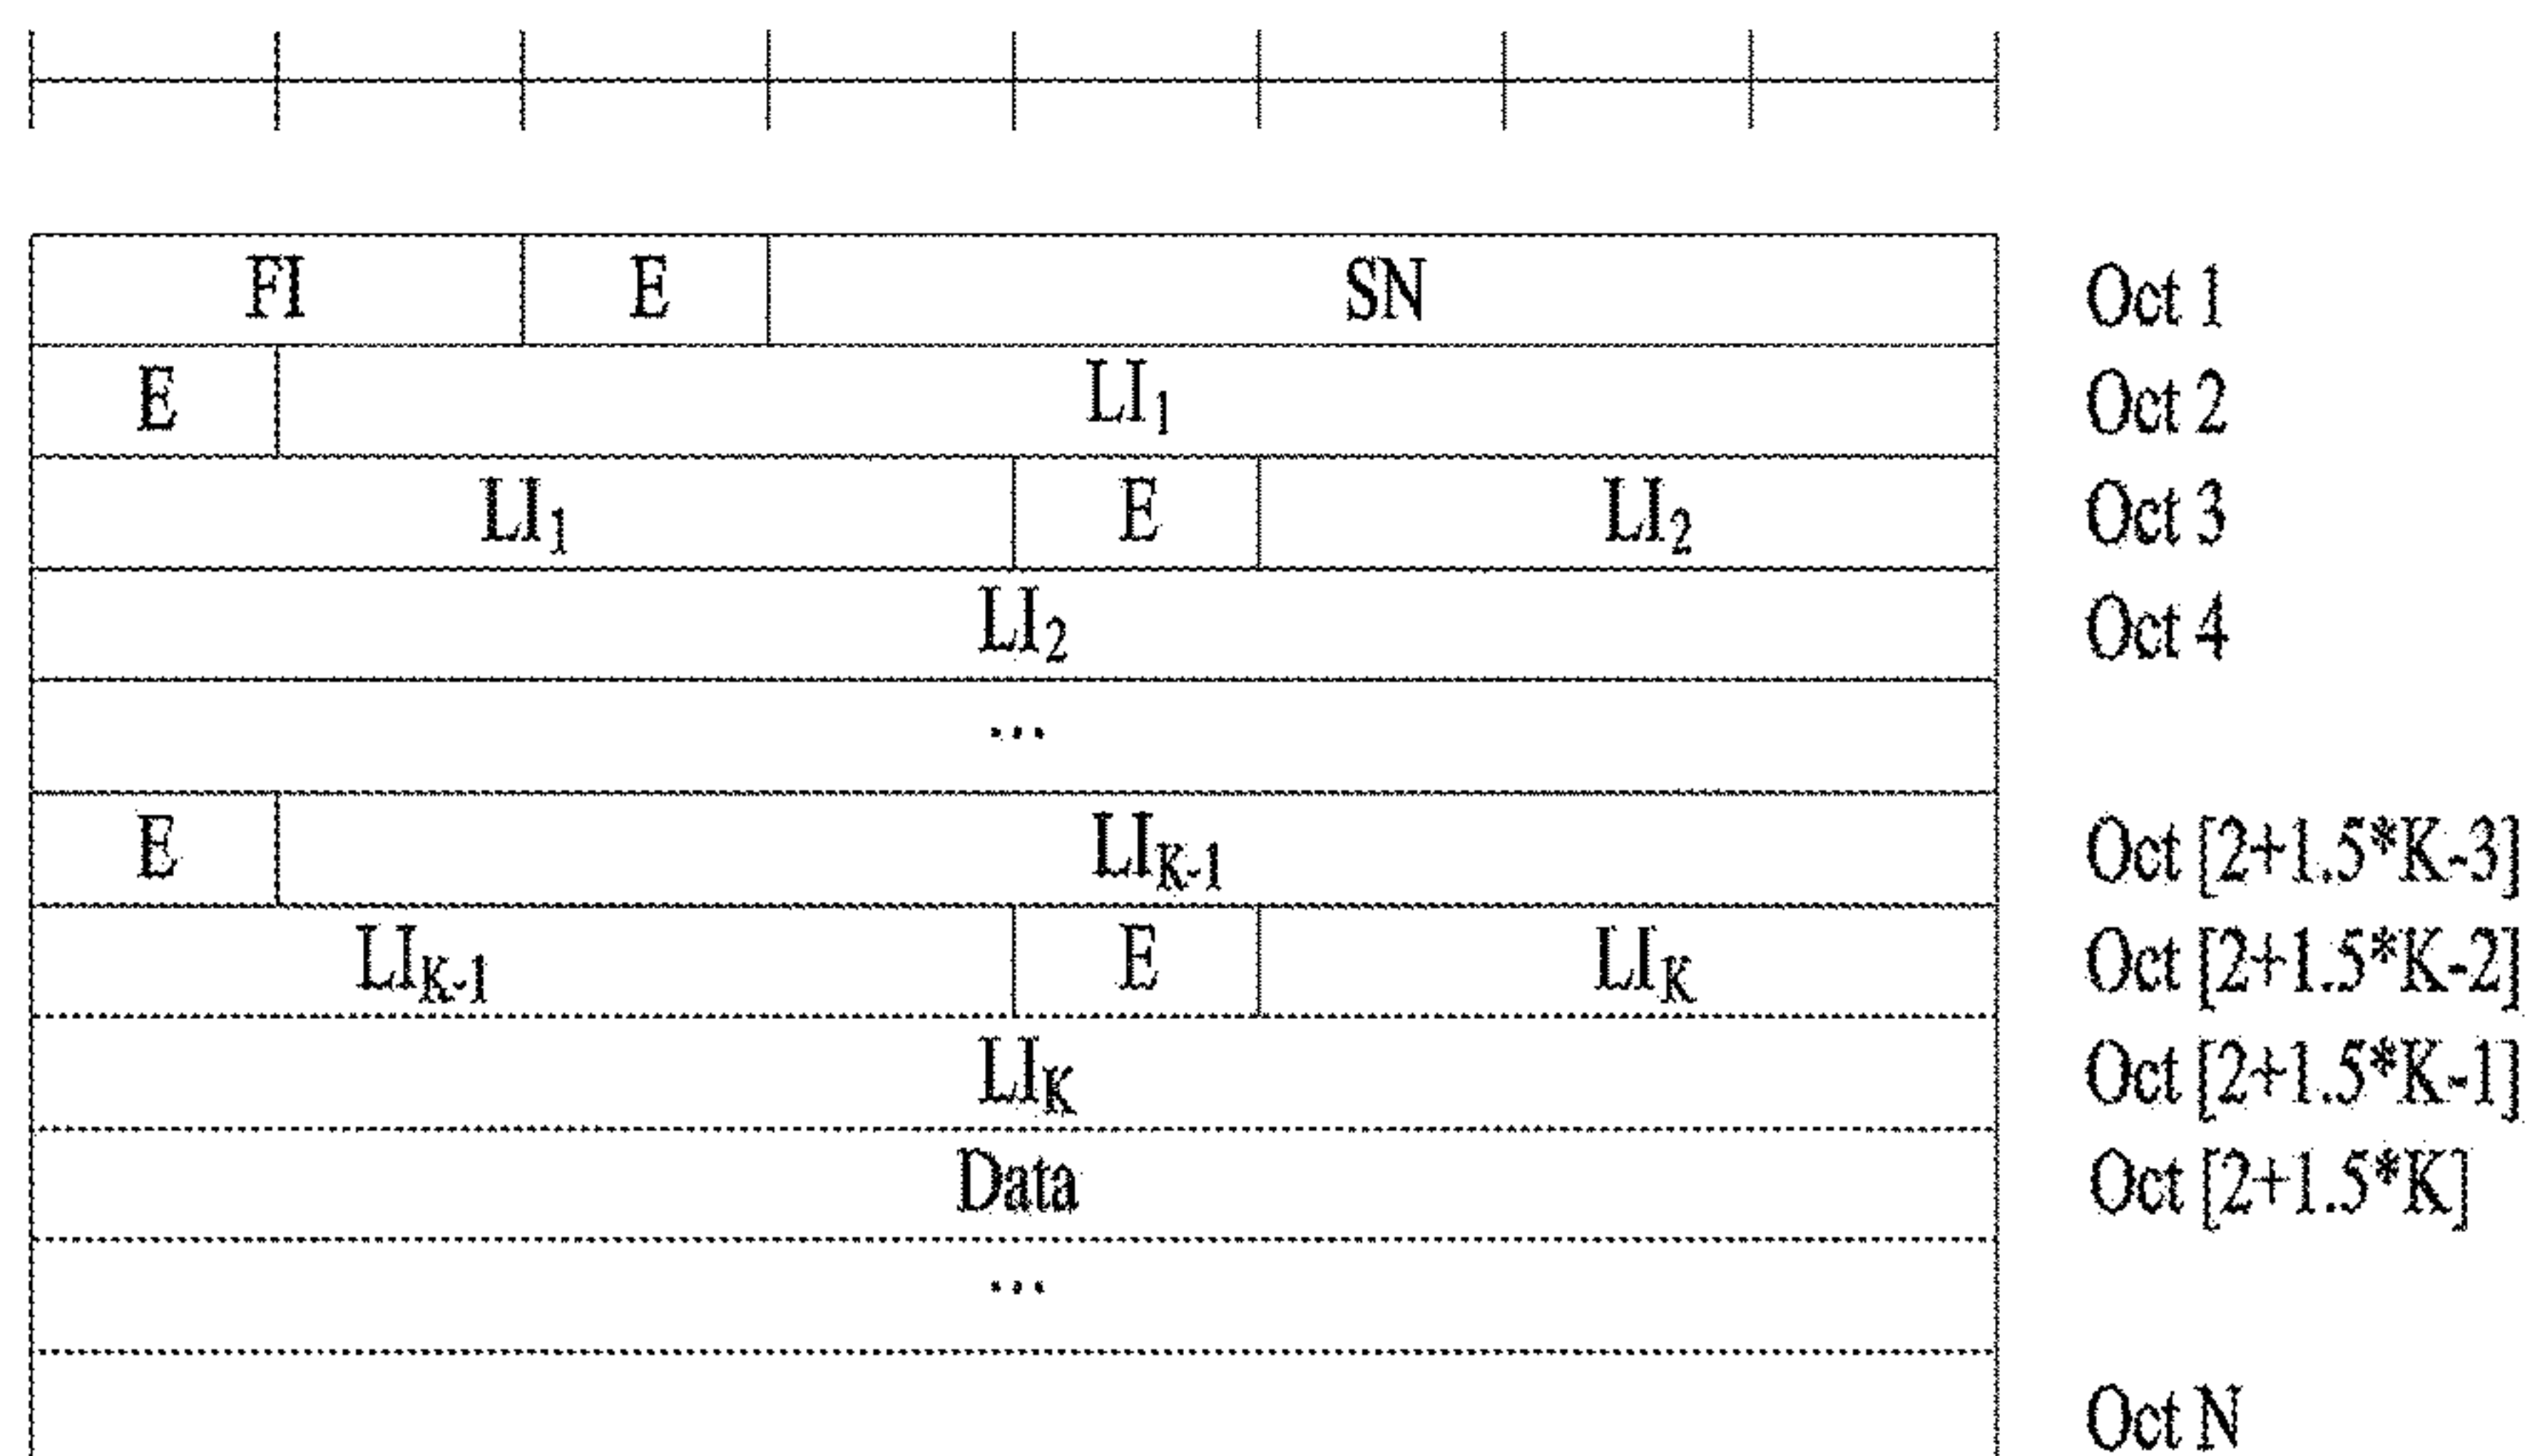 FI E SN Oct 1
E LI1 Oct 2
LI1 E LI2 Oct 3
LI2 Oct 4
...
E LIK-1 Oct [2+1.5*K-3]
LIK-1 E LIK Oct [2+1.5*K-2]
LIK Oct [2+1.5*K-1]
Data Oct [2+1.5*K]
...
Oct N